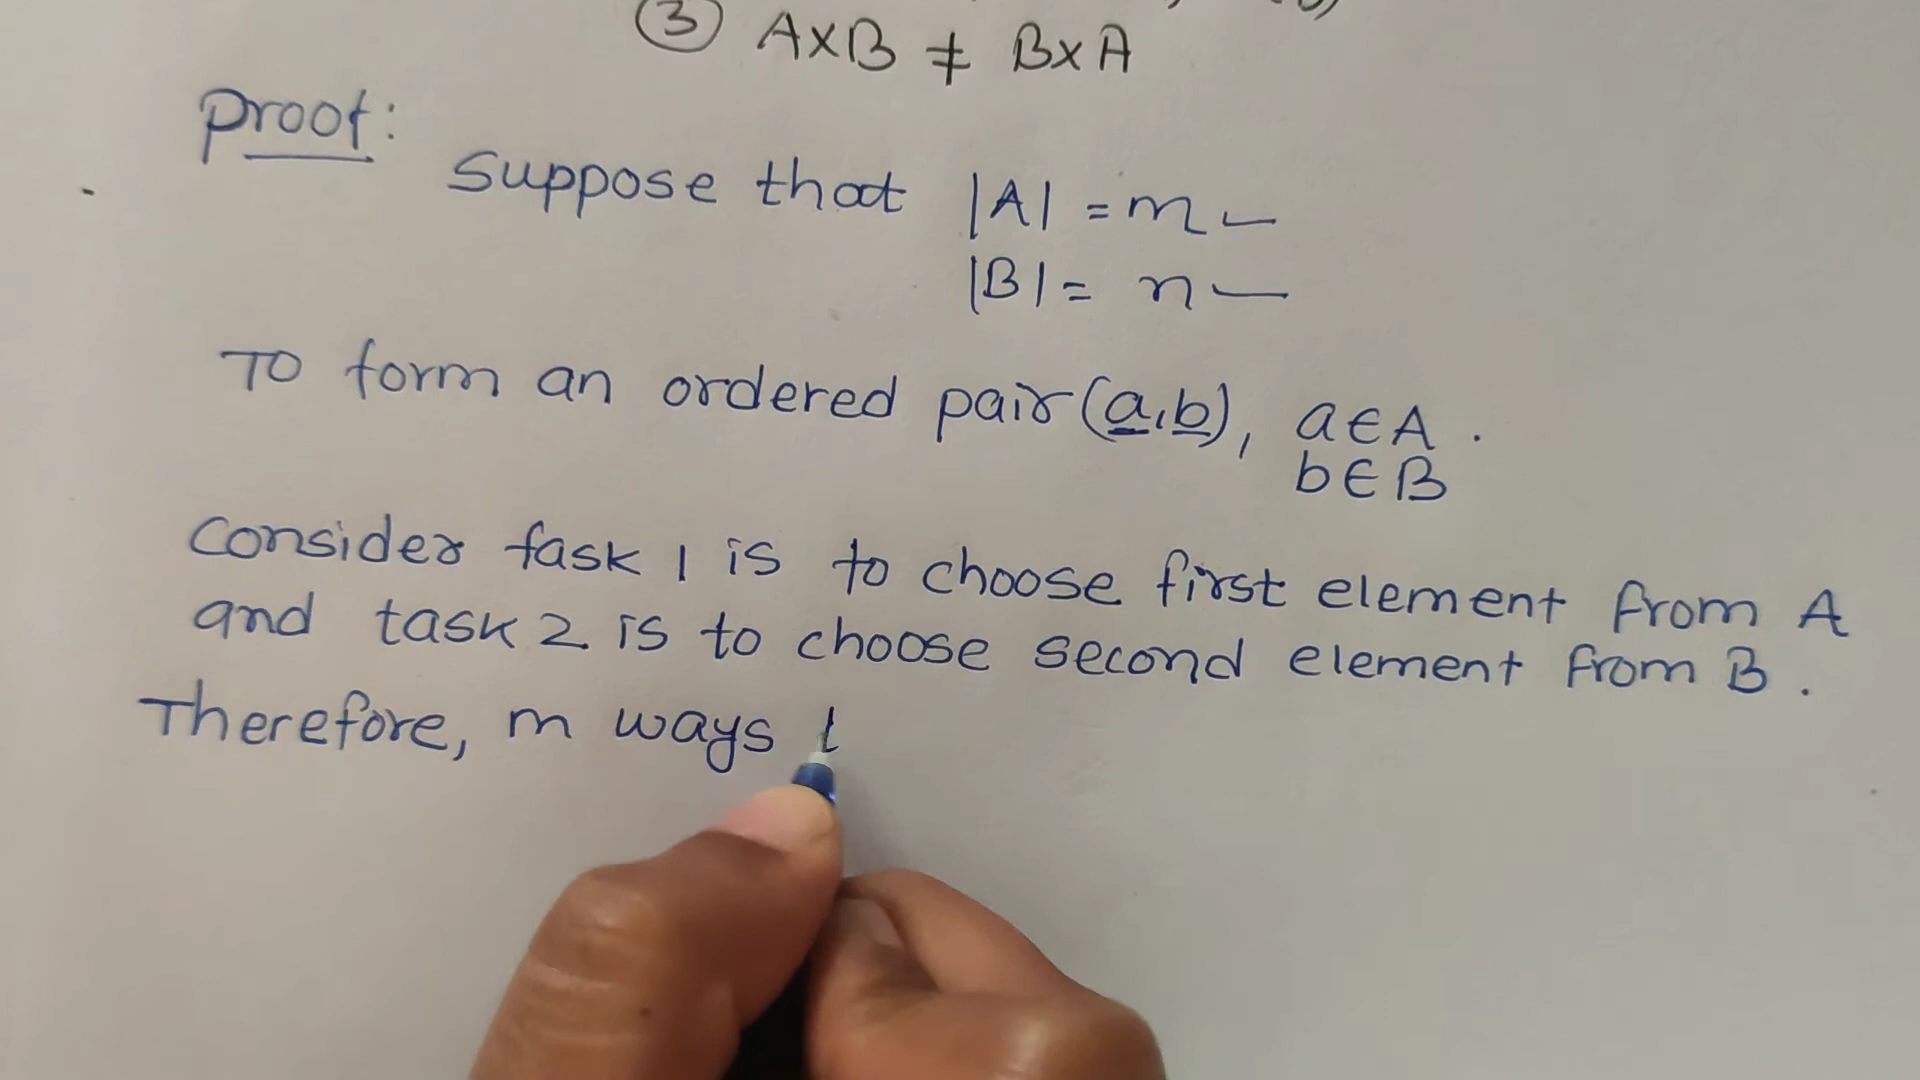 ③ A×B ≠ B×A
Proof:
Suppose that |A| = m —
|B| = n —
To form an ordered pair (a, b), a ∈ A .
b ∈ B
Consider task 1 is to choose first element from A
and task 2 is to choose second element from B .
Therefore, m ways t